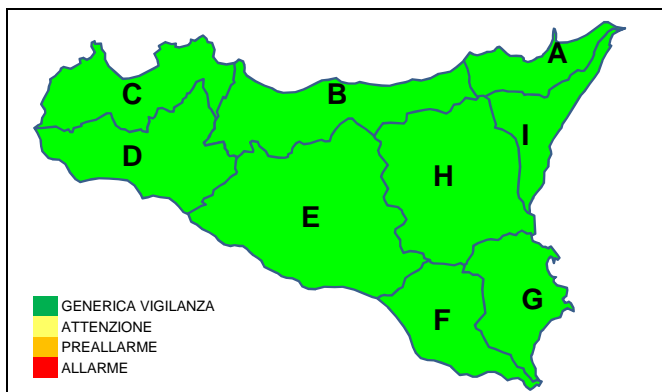 A
C
B
I
D
H
E
G
F
GENERICA VIGILANZA
ATTENZIONE
PREALLARME
ALLARME